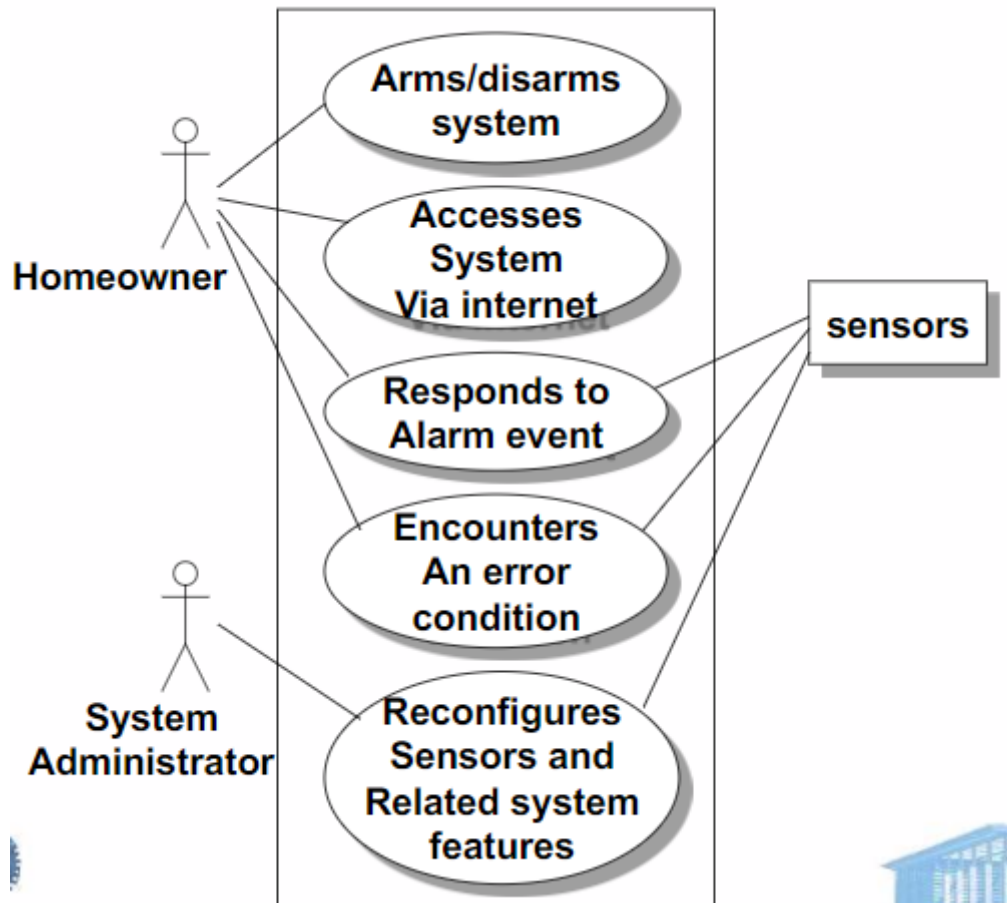 Arms/disarms
system
Accesses
System
Via internet
Homeowner
sensors
Responds to
Alarm event
Encounters
An error
condition
System
Administrator
Reconfigures
Sensors and
Related system
features